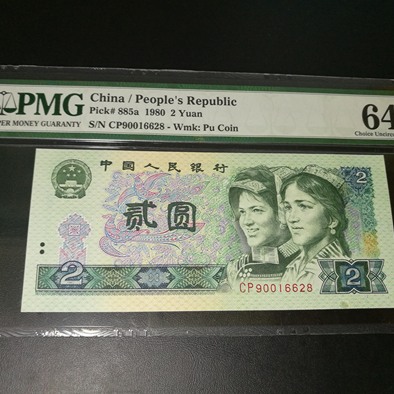 PMG
PER MONEY GUARANTY
China / People's Republic
Pick# 885a 1980 2 Yuan
S/N CP90016628 - Wmk: Pu Coin
64
Choice Uncirc
中国人民银行
贰圆
2
2
2
CP90016628